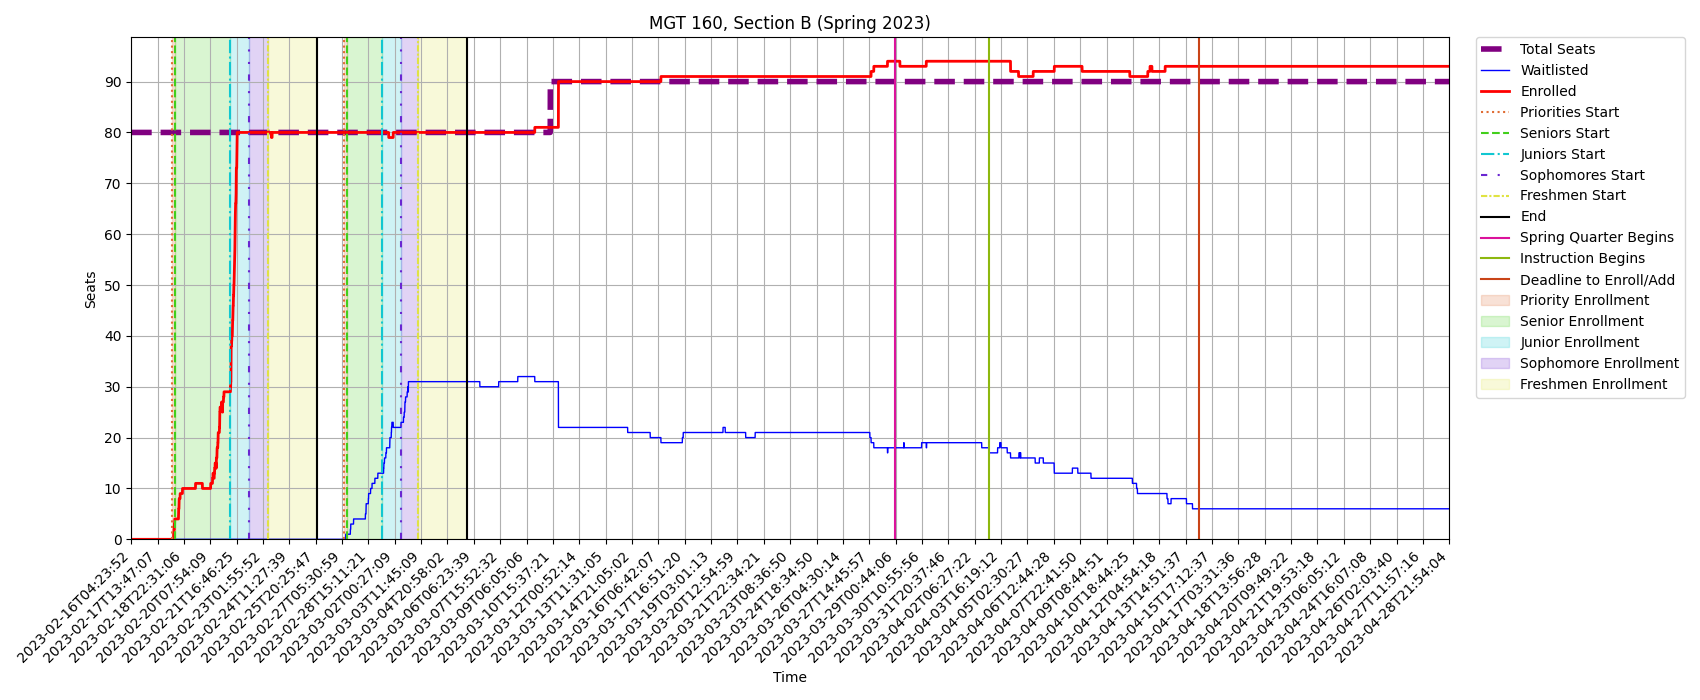 MGT 160, Section B (Spring 2023)
Seats
90
80
70
60
50
40
30
20
10
0
2023-02-16T04:23:52
2023-02-17T13:47:07
2023-02-18T22:31:06
2023-02-20T07:54:09
2023-02-21T16:46:25
2023-02-23T01:55:52
2023-02-24T11:27:39
2023-02-25T20:25:47
2023-02-27T05:30:59
2023-02-28T15:11:21
2023-03-02T00:27:09
2023-03-03T11:45:09
2023-03-04T20:58:02
2023-03-06T06:23:39
2023-03-07T15:52:32
2023-03-09T06:05:06
2023-03-10T15:37:21
2023-03-12T00:52:14
2023-03-13T11:31:05
2023-03-14T21:05:02
2023-03-16T06:42:07
2023-03-17T16:51:20
2023-03-19T03:01:13
2023-03-20T12:54:59
2023-03-21T22:34:21
2023-03-23T08:36:50
2023-03-24T18:34:50
2023-03-26T04:30:14
2023-03-27T14:45:57
2023-03-29T00:44:06
2023-03-30T10:55:56
2023-03-31T20:37:46
2023-04-02T06:27:22
2023-04-03T16:19:12
2023-04-05T02:30:27
2023-04-06T12:44:28
2023-04-07T22:41:50
2023-04-09T08:44:51
2023-04-10T18:44:25
2023-04-12T04:54:18
2023-04-13T14:51:37
2023-04-15T17:12:37
2023-04-17T03:31:36
2023-04-18T13:56:28
2023-04-20T09:49:22
2023-04-21T19:53:18
2023-04-23T06:05:12
2023-04-24T16:07:08
2023-04-26T02:03:40
2023-04-27T11:57:16
2023-04-28T21:54:04
Time
Total Seats
Waitlisted
Enrolled
Priorities Start
Seniors Start
Juniors Start
Sophomores Start
Freshmen Start
End
Spring Quarter Begins
Instruction Begins
Deadline to Enroll/Add
Priority Enrollment
Senior Enrollment
Junior Enrollment
Sophomore Enrollment
Freshmen Enrollment